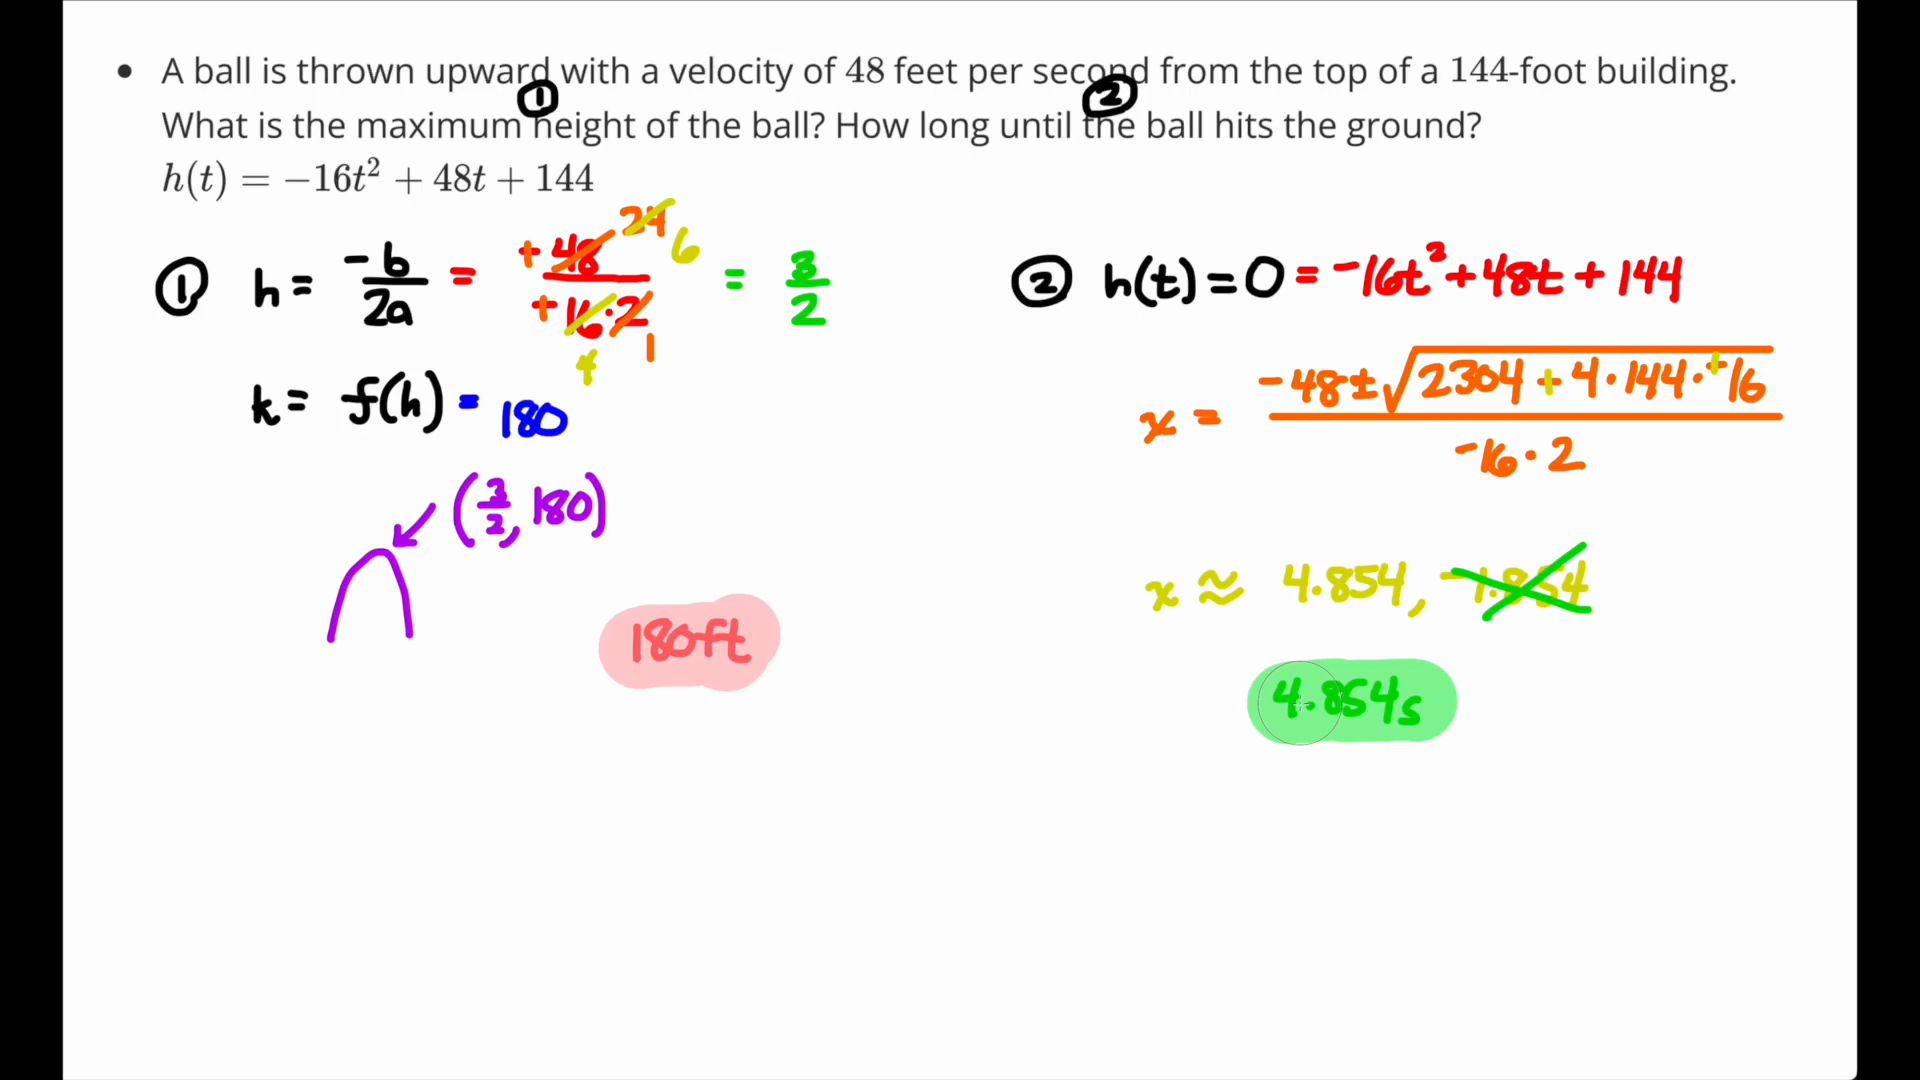 • A ball is thrown upward with a velocity of 48 feet per second from the top of a 144-foot building.
① ②
What is the maximum height of the ball? How long until the ball hits the ground?
h(t) = −16t² + 48t + 144
① h = -b/2a = +48/+16·2 = 3/2
24 6
4 1
k = f(h) = 180
(3/2, 180)
180ft
② h(t) = 0 = -16t² + 48t + 144
x = -48 ± √2304 + 4·144·+16 / -16·2
x ≈ 4.854, -1.854
4.854s